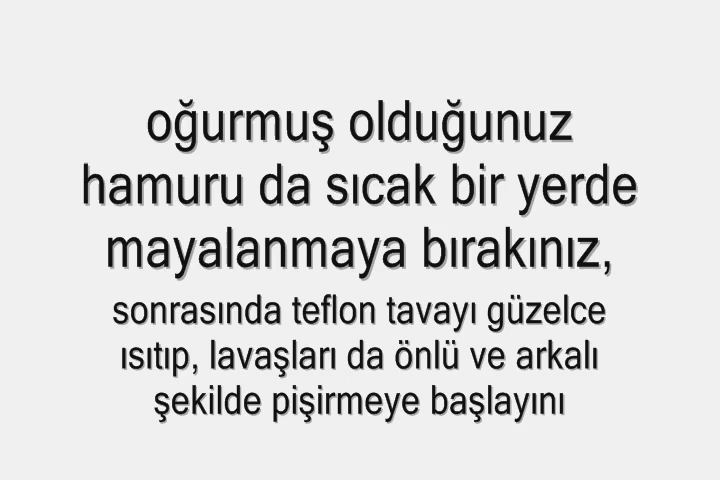 oğurmuş olduğunuz
hamuru da sıcak bir yerde
mayalanmaya bırakınız,
sonrasında teflon tavayı güzelce
ısıtıp, lavaşları da önlü ve arkalı
şekilde pişirmeye başlayını